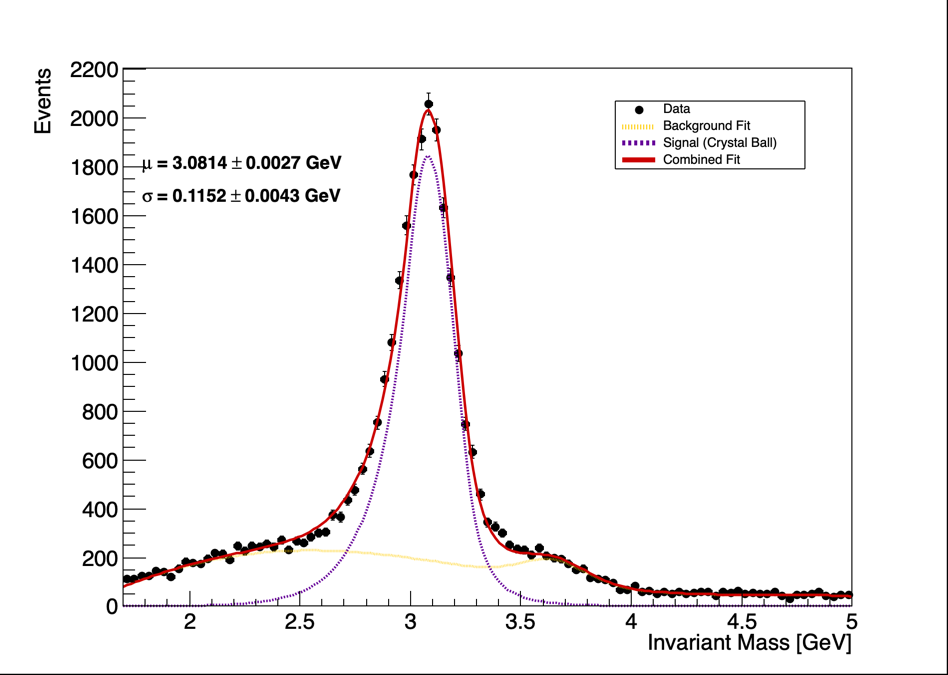 Events
2200
2000
1800
1600
1400
1200
1000
800
600
400
200
0
μ = 3.0814 ± 0.0027 GeV
σ = 0.1152 ± 0.0043 GeV
Data
Background Fit
Signal (Crystal Ball)
Combined Fit
2 2.5 3 3.5 4 4.5 5
Invariant Mass [GeV]